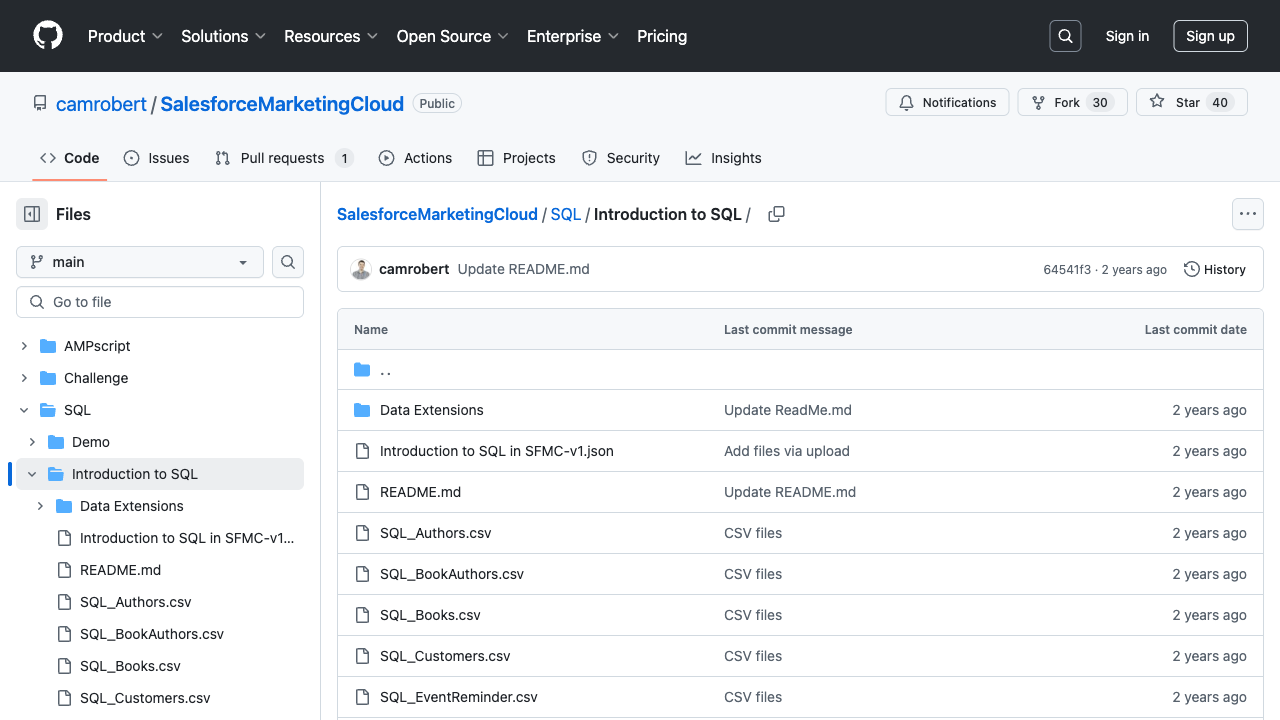 Product Solutions Resources Open Source Enterprise Pricing Sign in Sign up
camrobert / SalesforceMarketingCloud Public Notifications Fork 30 Star 40
Code Issues Pull requests 1 Actions Projects Security Insights
Files
main
Go to file
AMPscript
Challenge
SQL
Demo
Introduction to SQL
Data Extensions
Introduction to SQL in SFMC-v1...
README.md
SQL_Authors.csv
SQL_BookAuthors.csv
SQL_Books.csv
SQL_Customers.csv
SalesforceMarketingCloud / SQL / Introduction to SQL /
camrobert Update README.md 64541f3 · 2 years ago History
Name Last commit message Last commit date
..
Data Extensions Update ReadMe.md 2 years ago
Introduction to SQL in SFMC-v1.json Add files via upload 2 years ago
README.md Update README.md 2 years ago
SQL_Authors.csv CSV files 2 years ago
SQL_BookAuthors.csv CSV files 2 years ago
SQL_Books.csv CSV files 2 years ago
SQL_Customers.csv CSV files 2 years ago
SQL_EventReminder.csv CSV files 2 years ago